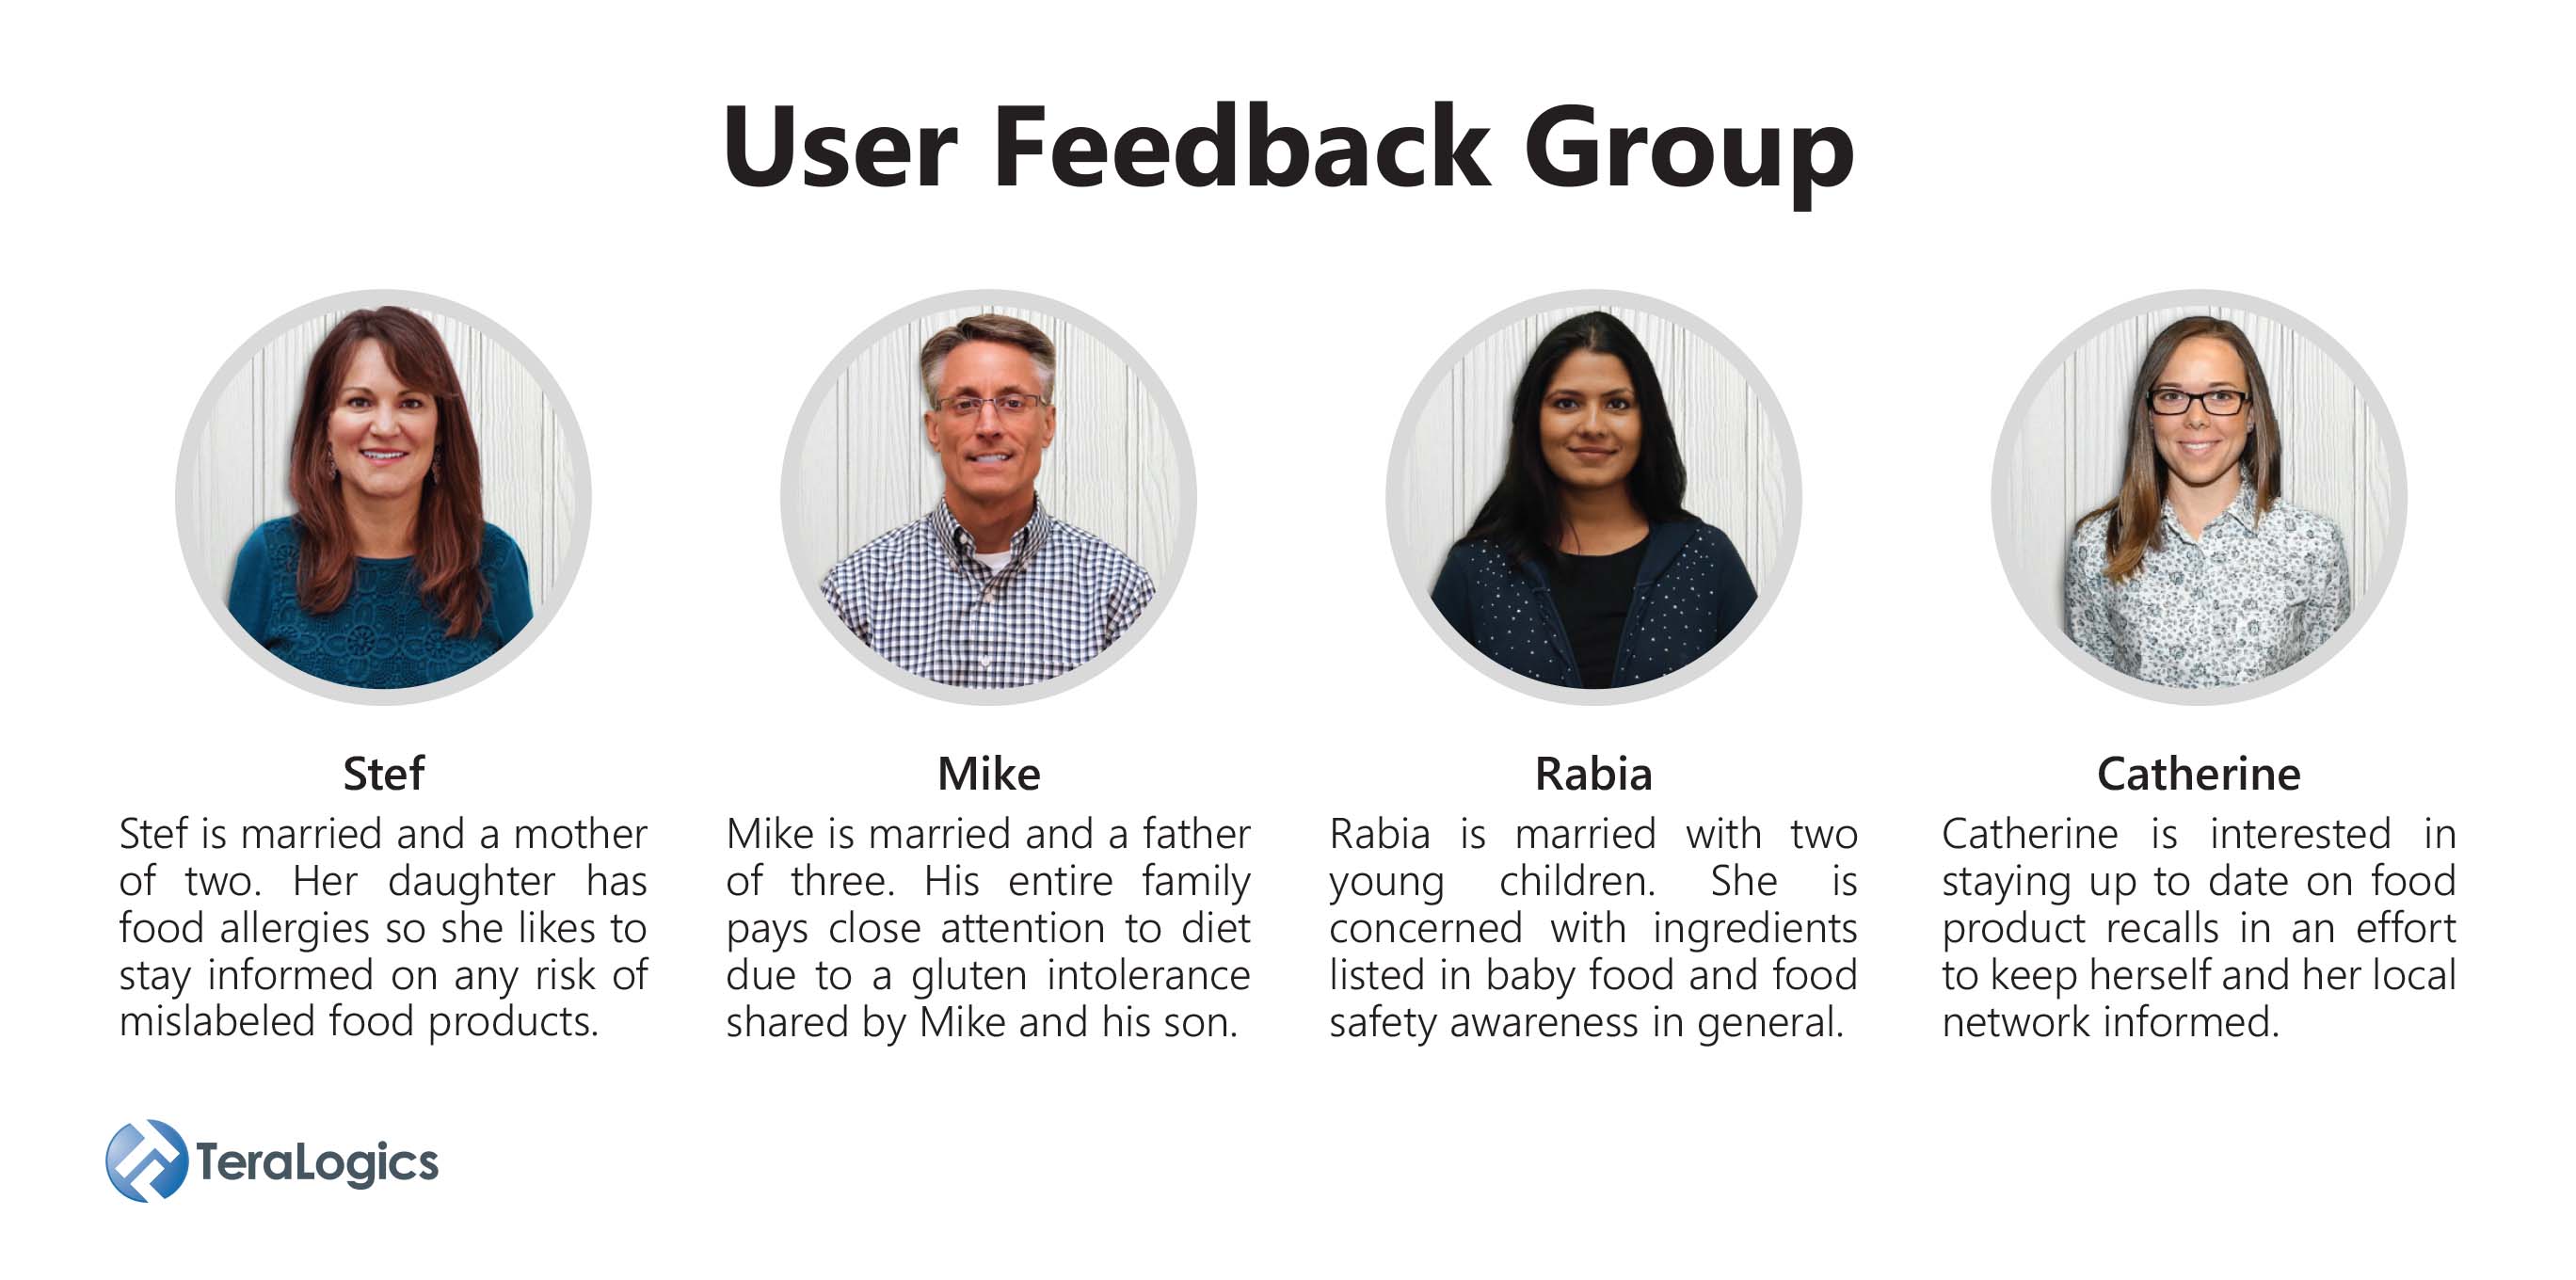 User Feedback Group
Stef
Stef is married and a mother
of two. Her daughter has
food allergies so she likes to
stay informed on any risk of
mislabeled food products.
Mike
Mike is married and a father
of three. His entire family
pays close attention to diet
due to a gluten intolerance
shared by Mike and his son.
Rabia
Rabia is married with two
young children. She is
concerned with ingredients
listed in baby food and food
safety awareness in general.
Catherine
Catherine is interested in
staying up to date on food
product recalls in an effort
to keep herself and her local
network informed.
TeraLogics